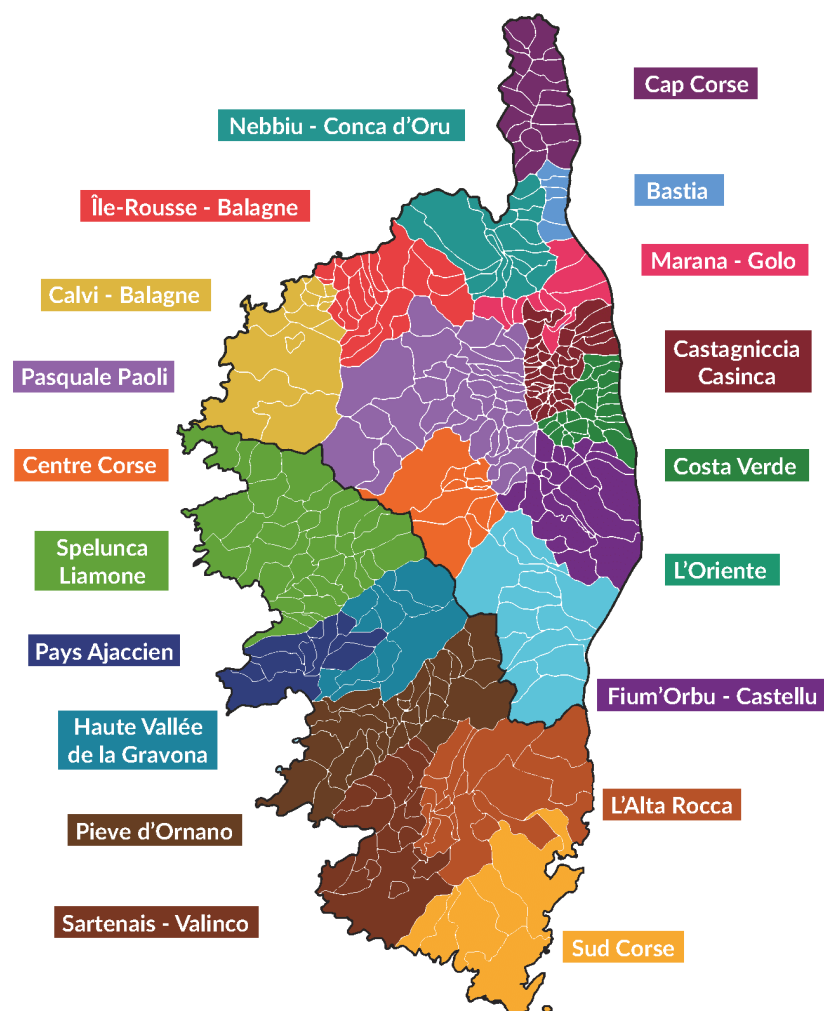 Cap Corse
Nebbiu - Conca d'Oru
Bastia
Île-Rousse - Balagne
Marana - Golo
Calvi - Balagne
Castagniccia
Casinca
Pasquale Paoli
Centre Corse
Costa Verde
Spelunca
Liamone
L'Oriente
Pays Ajaccien
Fium'Orbu - Castellu
Haute Vallée
de la Gravona
L'Alta Rocca
Pieve d'Ornano
Sartenais - Valinco
Sud Corse